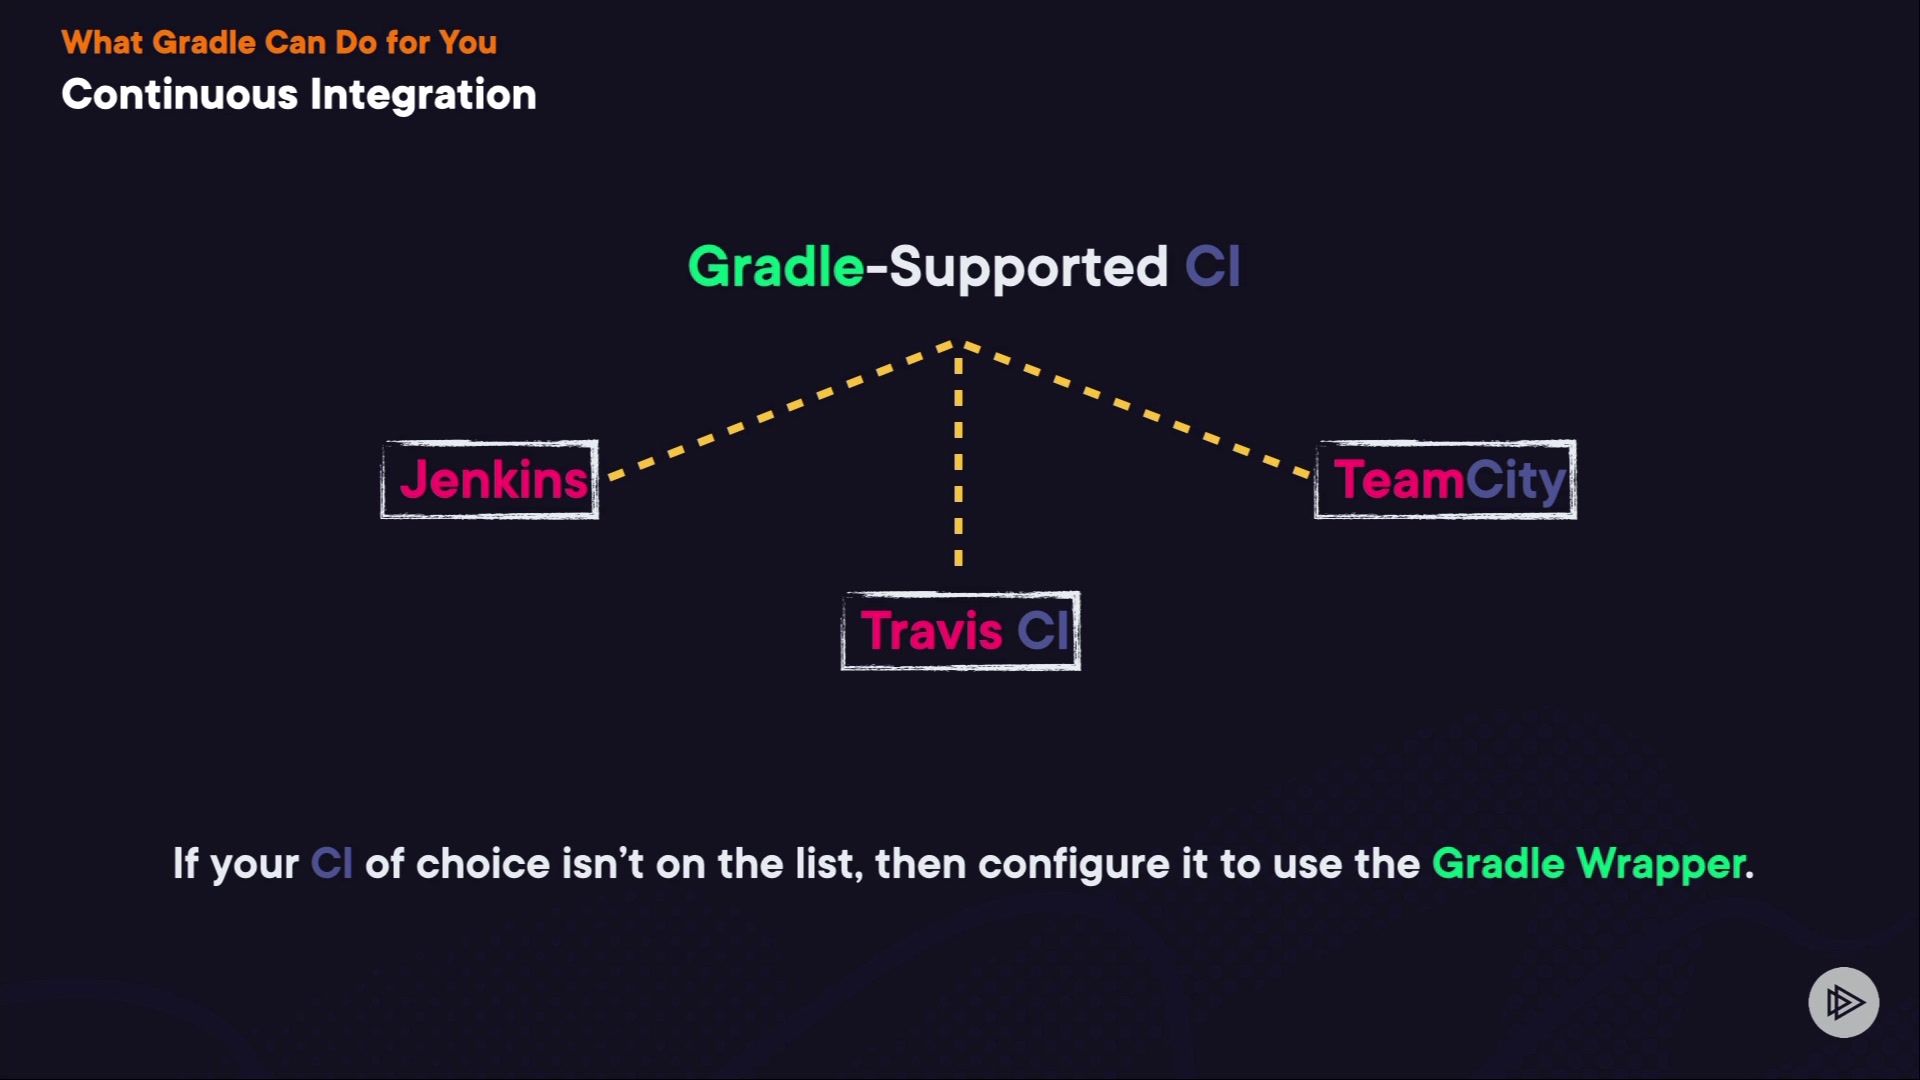 What Gradle Can Do for You
Continuous Integration
Gradle-Supported CI
Jenkins
TeamCity
Travis CI
If your CI of choice isn’t on the list, then configure it to use the Gradle Wrapper.